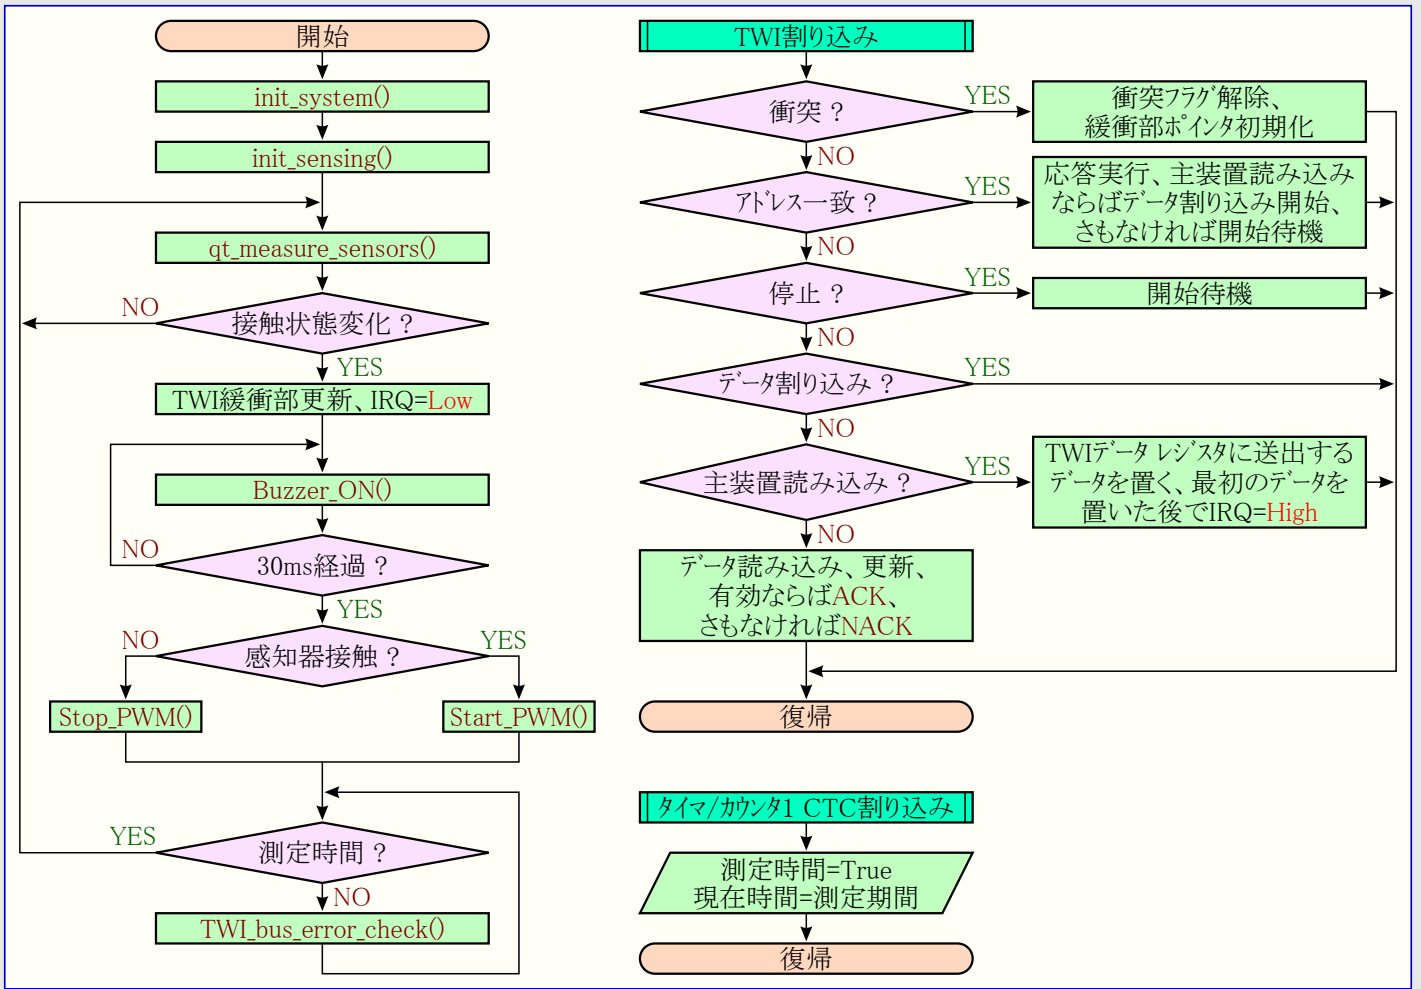 開始
init_system()
init_sensing()
qt_measure_sensors()
NO
接触状態変化 ?
YES
TWI緩衝部更新、IRQ=Low
Buzzer_ON()
NO
30ms経過 ?
YES
NO
感知器接触 ?
YES
Stop_PWM()
Start_PWM()
YES
測定時間 ?
NO
TWI_bus_error_check()
TWI割り込み
衝突 ?
YES
衝突フラグ解除、
緩衝部ポインタ初期化
NO
アドレス一致 ?
YES
応答実行、主装置読み込み
ならばデータ割り込み開始、
さもなければ開始待機
NO
停止 ?
YES
開始待機
NO
データ割り込み ?
YES
NO
主装置読み込み ?
YES
TWIデータ レジスタに送出する
データを置く、最初のデータを
置いた後でIRQ=High
NO
データ読み込み、更新、
有効ならばACK、
さもなければNACK
復帰
タイマ/カウンタ1 CTC割り込み
測定時間=True
現在時間=測定期間
復帰